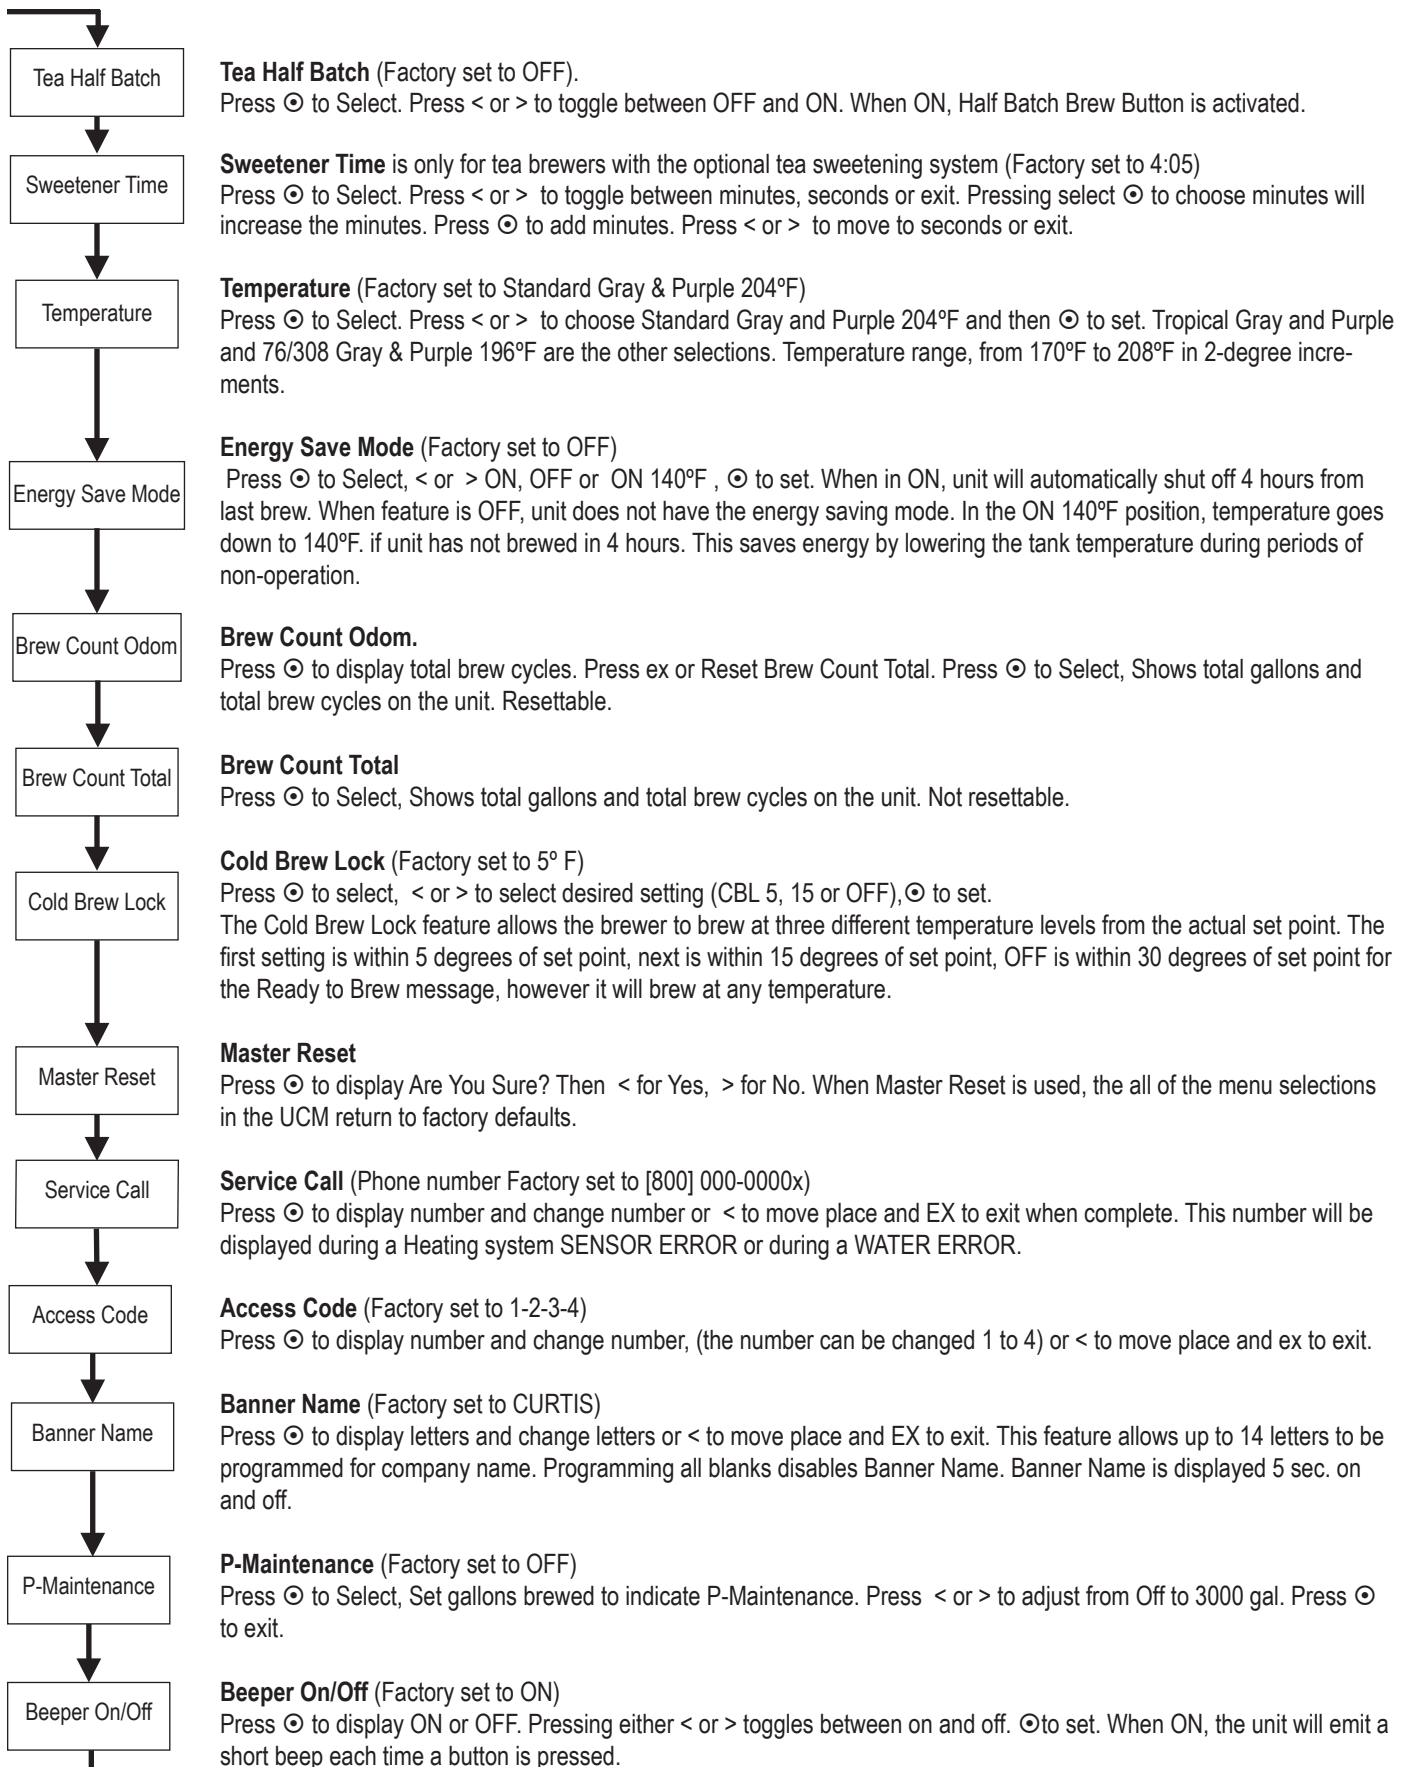 Tea Half Batch
Tea Half Batch (Factory set to OFF).
Press ⊙ to Select. Press < or > to toggle between OFF and ON. When ON, Half Batch Brew Button is activated.
Sweetener Time
Sweetener Time is only for tea brewers with the optional tea sweetening system (Factory set to 4:05)
Press ⊙ to Select. Press < or > to toggle between minutes, seconds or exit. Pressing select ⊙ to choose minutes will
increase the minutes. Press ⊙ to add minutes. Press < or > to move to seconds or exit.
Temperature
Temperature (Factory set to Standard Gray & Purple 204ºF)
Press ⊙ to Select. Press < or > to choose Standard Gray and Purple 204ºF and then ⊙ to set. Tropical Gray and Purple
and 76/308 Gray & Purple 196ºF are the other selections. Temperature range, from 170ºF to 208ºF in 2-degree incre-
ments.
Energy Save Mode
Energy Save Mode (Factory set to OFF)
Press ⊙ to Select, < or > ON, OFF or ON 140ºF , ⊙ to set. When in ON, unit will automatically shut off 4 hours from
last brew. When feature is OFF, unit does not have the energy saving mode. In the ON 140ºF position, temperature goes
down to 140ºF. if unit has not brewed in 4 hours. This saves energy by lowering the tank temperature during periods of
non-operation.
Brew Count Odom
Brew Count Odom.
Press ⊙ to display total brew cycles. Press ex or Reset Brew Count Total. Press ⊙ to Select, Shows total gallons and
total brew cycles on the unit. Resettable.
Brew Count Total
Brew Count Total
Press ⊙ to Select, Shows total gallons and total brew cycles on the unit. Not resettable.
Cold Brew Lock
Cold Brew Lock (Factory set to 5º F)
Press ⊙ to select, < or > to select desired setting (CBL 5, 15 or OFF),⊙ to set.
The Cold Brew Lock feature allows the brewer to brew at three different temperature levels from the actual set point. The
first setting is within 5 degrees of set point, next is within 15 degrees of set point, OFF is within 30 degrees of set point for
the Ready to Brew message, however it will brew at any temperature.
Master Reset
Master Reset
Press ⊙ to display Are You Sure? Then < for Yes, > for No. When Master Reset is used, the all of the menu selections
in the UCM return to factory defaults.
Service Call
Service Call (Phone number Factory set to [800] 000-0000x)
Press ⊙ to display number and change number or < to move place and EX to exit when complete. This number will be
displayed during a Heating system SENSOR ERROR or during a WATER ERROR.
Access Code
Access Code (Factory set to 1-2-3-4)
Press ⊙ to display number and change number, (the number can be changed 1 to 4) or < to move place and ex to exit.
Banner Name
Banner Name (Factory set to CURTIS)
Press ⊙ to display letters and change letters or < to move place and EX to exit. This feature allows up to 14 letters to be
programmed for company name. Programming all blanks disables Banner Name. Banner Name is displayed 5 sec. on
and off.
P-Maintenance
P-Maintenance (Factory set to OFF)
Press ⊙ to Select, Set gallons brewed to indicate P-Maintenance. Press < or > to adjust from Off to 3000 gal. Press ⊙
to exit.
Beeper On/Off
Beeper On/Off (Factory set to ON)
Press ⊙ to display ON or OFF. Pressing either < or > toggles between on and off. ⊙to set. When ON, the unit will emit a
short beep each time a button is pressed.